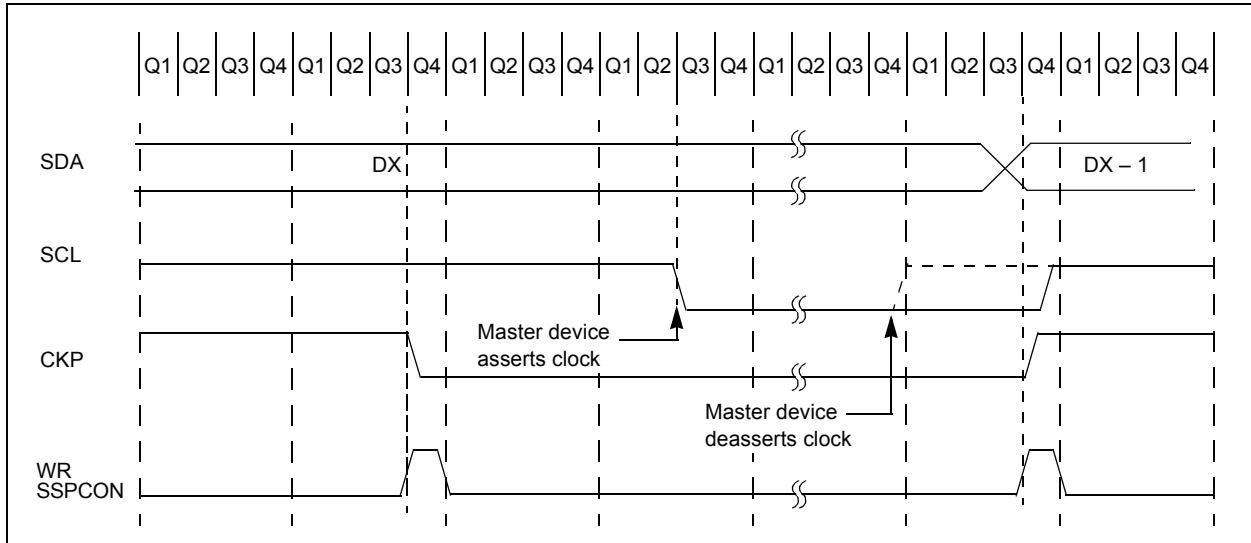 Q1 Q2 Q3 Q4 Q1 Q2 Q3 Q4 Q1 Q2 Q3 Q4 Q1 Q2 Q3 Q4 Q1 Q2 Q3 Q4 Q1 Q2 Q3 Q4 Q1 Q2 Q3 Q4
SDA
DX
DX – 1
SCL
Master device
asserts clock
CKP
Master device
deasserts clock
WR
SSPCON